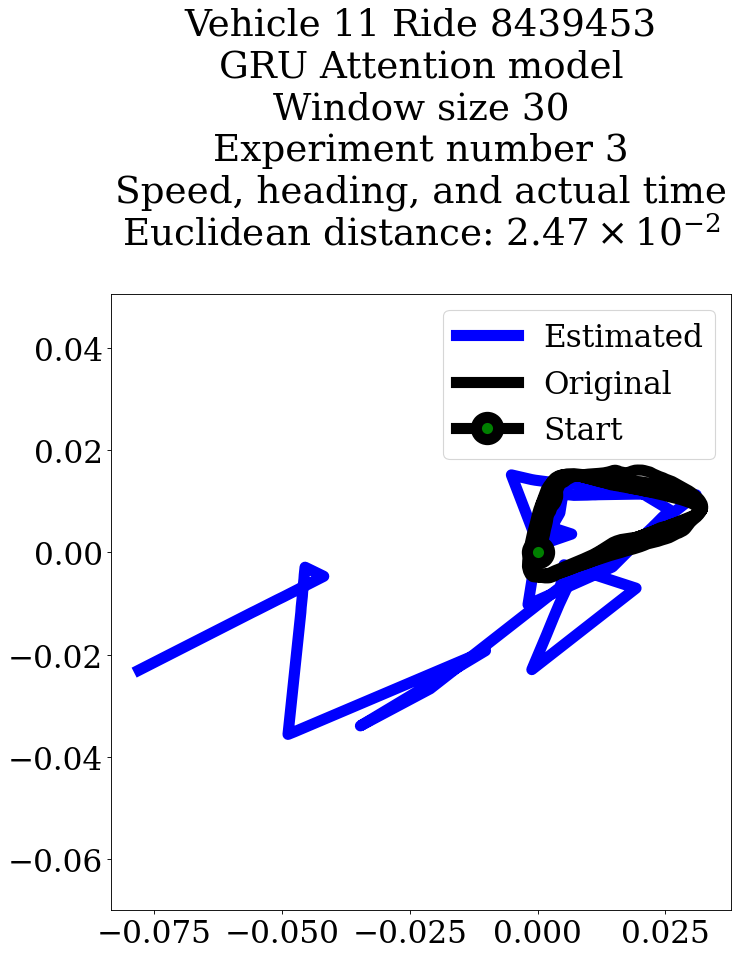 Vehicle 11 Ride 8439453
GRU Attention model
Window size 30
Experiment number 3
Speed, heading, and actual time
Euclidean distance: 2.47 × 10⁻²
Estimated
Original
Start
0.04
0.02
0.00
−0.02
−0.04
−0.06
−0.075 −0.050 −0.025 0.000 0.025